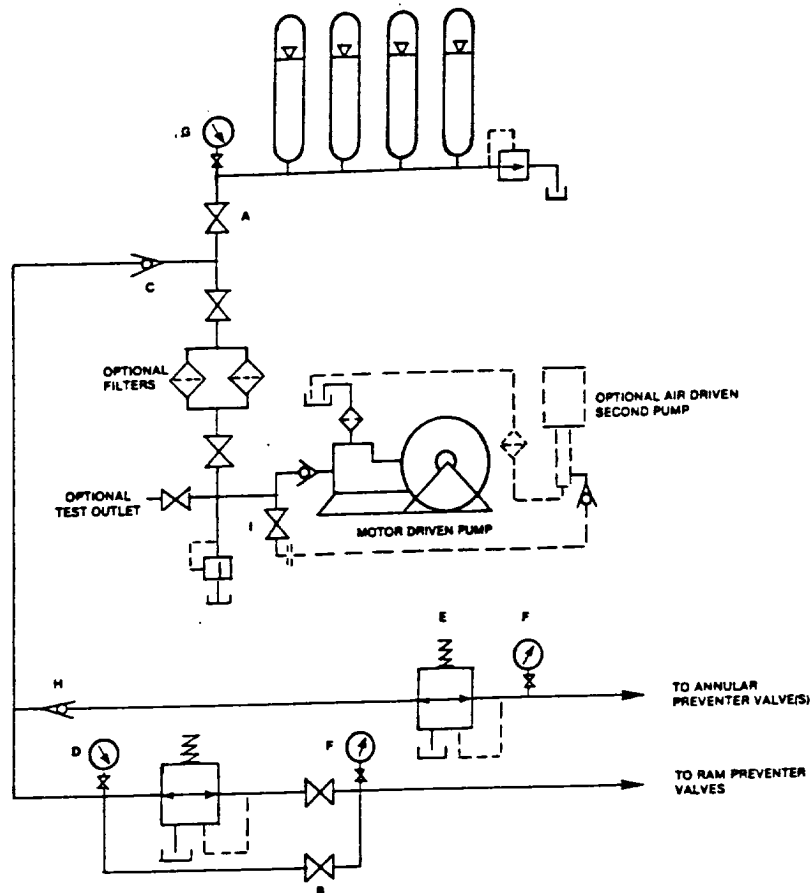 G
A
C
OPTIONAL
FILTERS
OPTIONAL AIR DRIVEN
SECOND PUMP
OPTIONAL
TEST OUTLET
I
MOTOR DRIVEN PUMP
E
F
H
TO ANNULAR
PREVENTER VALVE(S)
D
F
TO RAM PREVENTER
VALVES
B